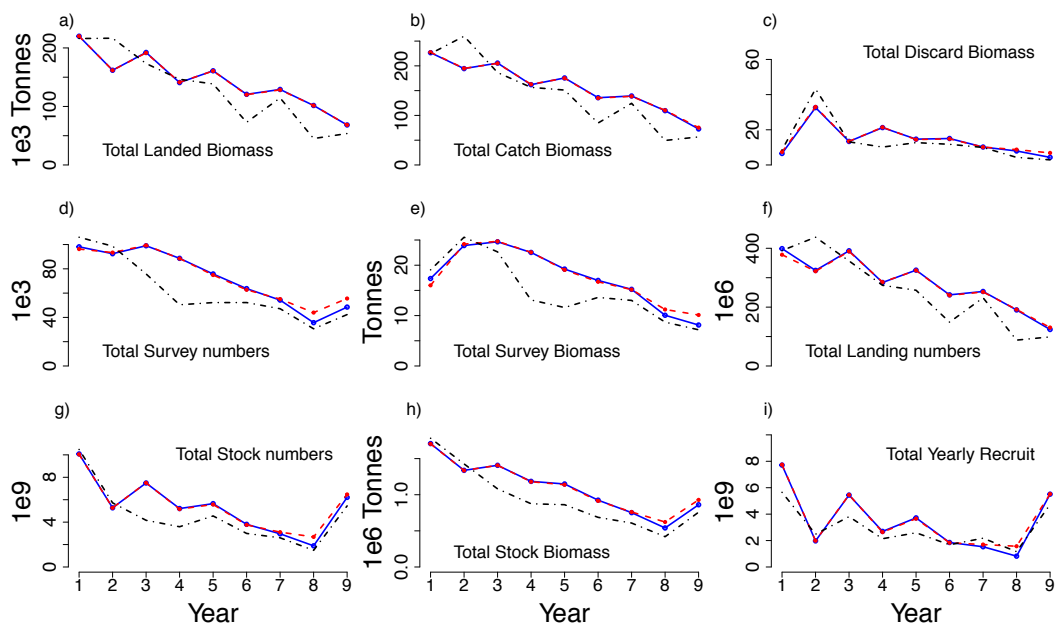 a)
b)
c)
1e3 Tonnes
0
100
200
Total Landed Biomass
0
100
200
Total Catch Biomass
0
20
40
60
Total Discard Biomass
d)
e)
f)
1e3
0
40
80
Total Survey numbers
Tonnes
0
10
20
Total Survey Biomass
1e6
0
200
400
Total Landing numbers
g)
h)
i)
1e9
0
4
8
Total Stock numbers
1e6 Tonnes
0.0
1.0
Total Stock Biomass
1e9
0
2
4
6
8
Total Yearly Recruit
1 2 3 4 5 6 7 8 9
1 2 3 4 5 6 7 8 9
1 2 3 4 5 6 7 8 9
Year
Year
Year